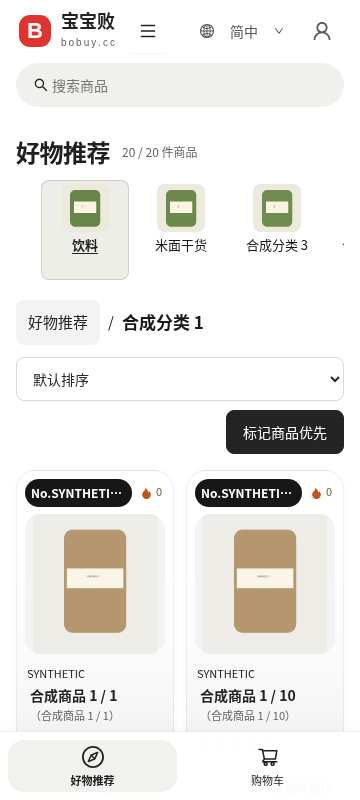 B
宝宝败
bobuy.cc
简中
搜索商品
好物推荐
20 / 20 件商品
饮料
米面干货
合成分类 3
好物推荐 / 合成分类 1
默认排序
标记商品优先
No.SYNTHETI… 0
No.SYNTHETI… 0
SYNTHETIC
合成商品 1 / 1
（合成商品 1 / 1）
SYNTHETIC
合成商品 1 / 10
（合成商品 1 / 10）
好物推荐
购物车